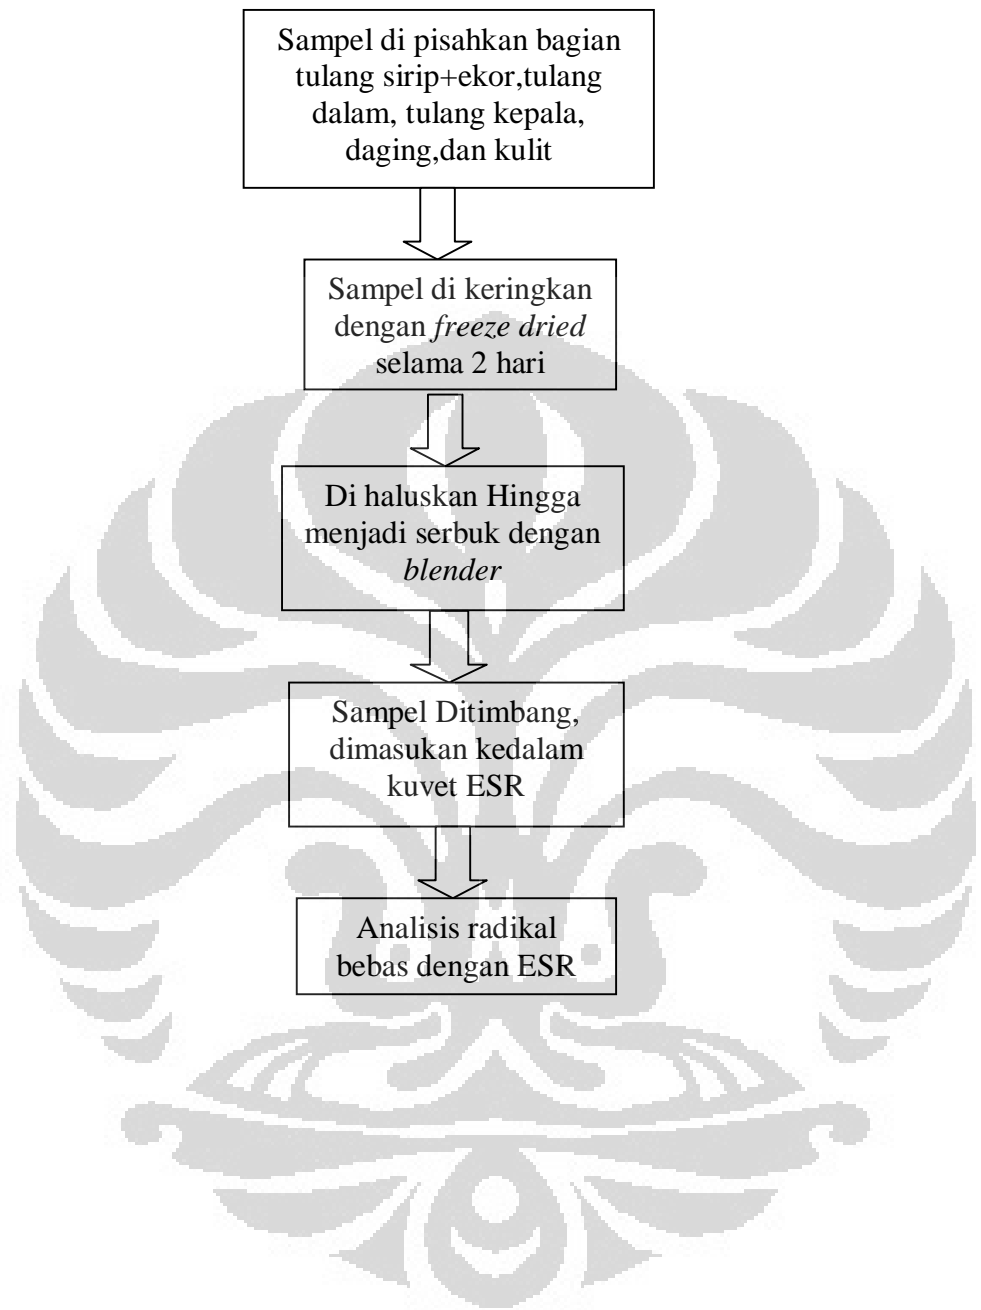 Sampel di pisahkan bagian
tulang sirip+ekor,tulang
dalam, tulang kepala,
daging,dan kulit
Sampel di keringkan
dengan freeze dried
selama 2 hari
Di haluskan Hingga
menjadi serbuk dengan
blender
Sampel Ditimbang,
dimasukan kedalam
kuvet ESR
Analisis radikal
bebas dengan ESR